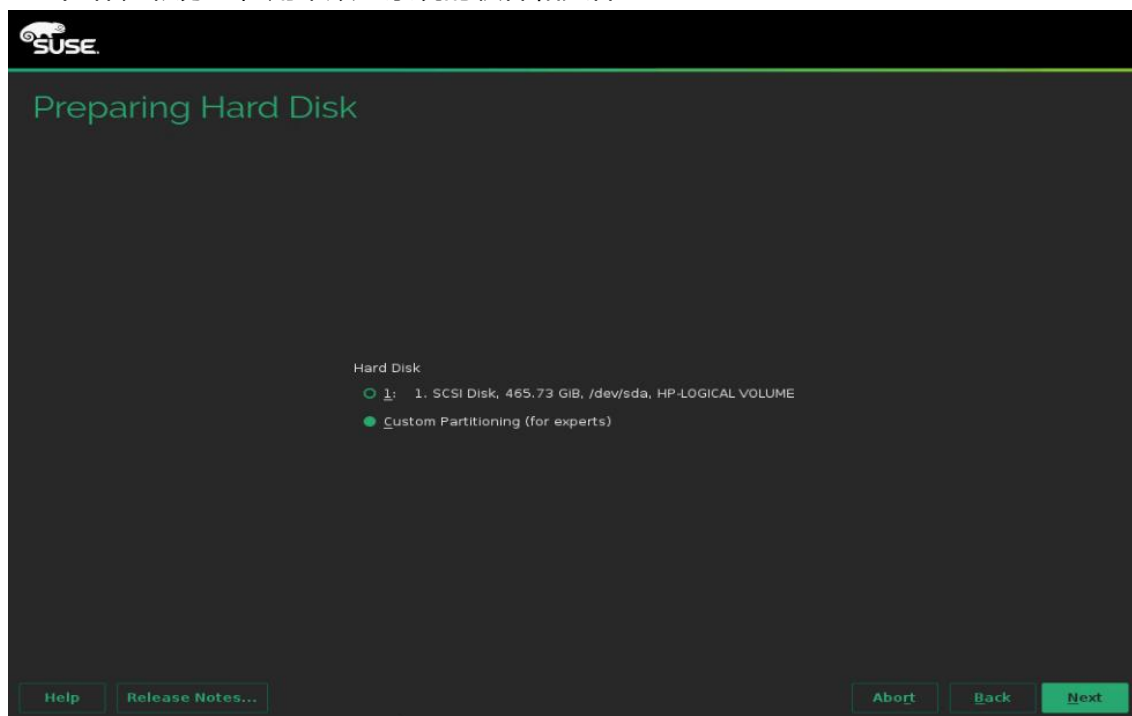 SUSE.
Preparing Hard Disk
Hard Disk
1: 1. SCSI Disk, 465.73 GiB, /dev/sda, HP-LOGICAL VOLUME
Custom Partitioning (for experts)
Help Release Notes... Abort Back Next